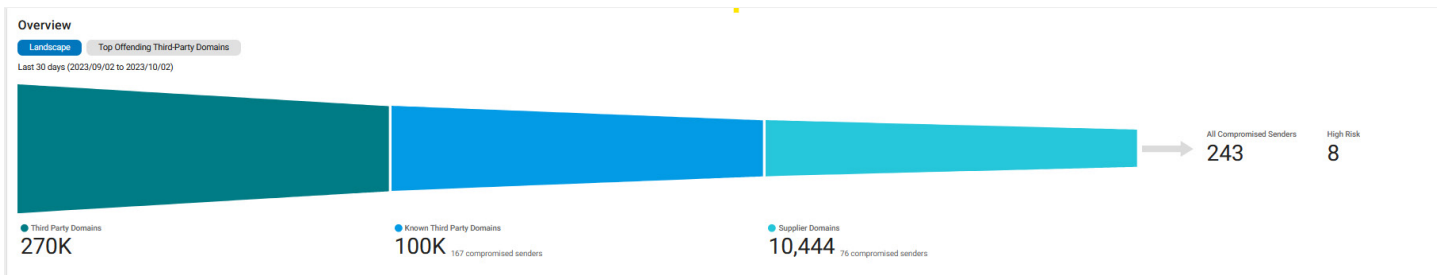 Overview
Landscape
Top Offending Third-Party Domains
Last 30 days (2023/09/02 to 2023/10/02)
All Compromised Senders
243
High Risk
8
Third Party Domains
270K
Known Third Party Domains
100K 167 compromised senders
Supplier Domains
10,444 76 compromised senders